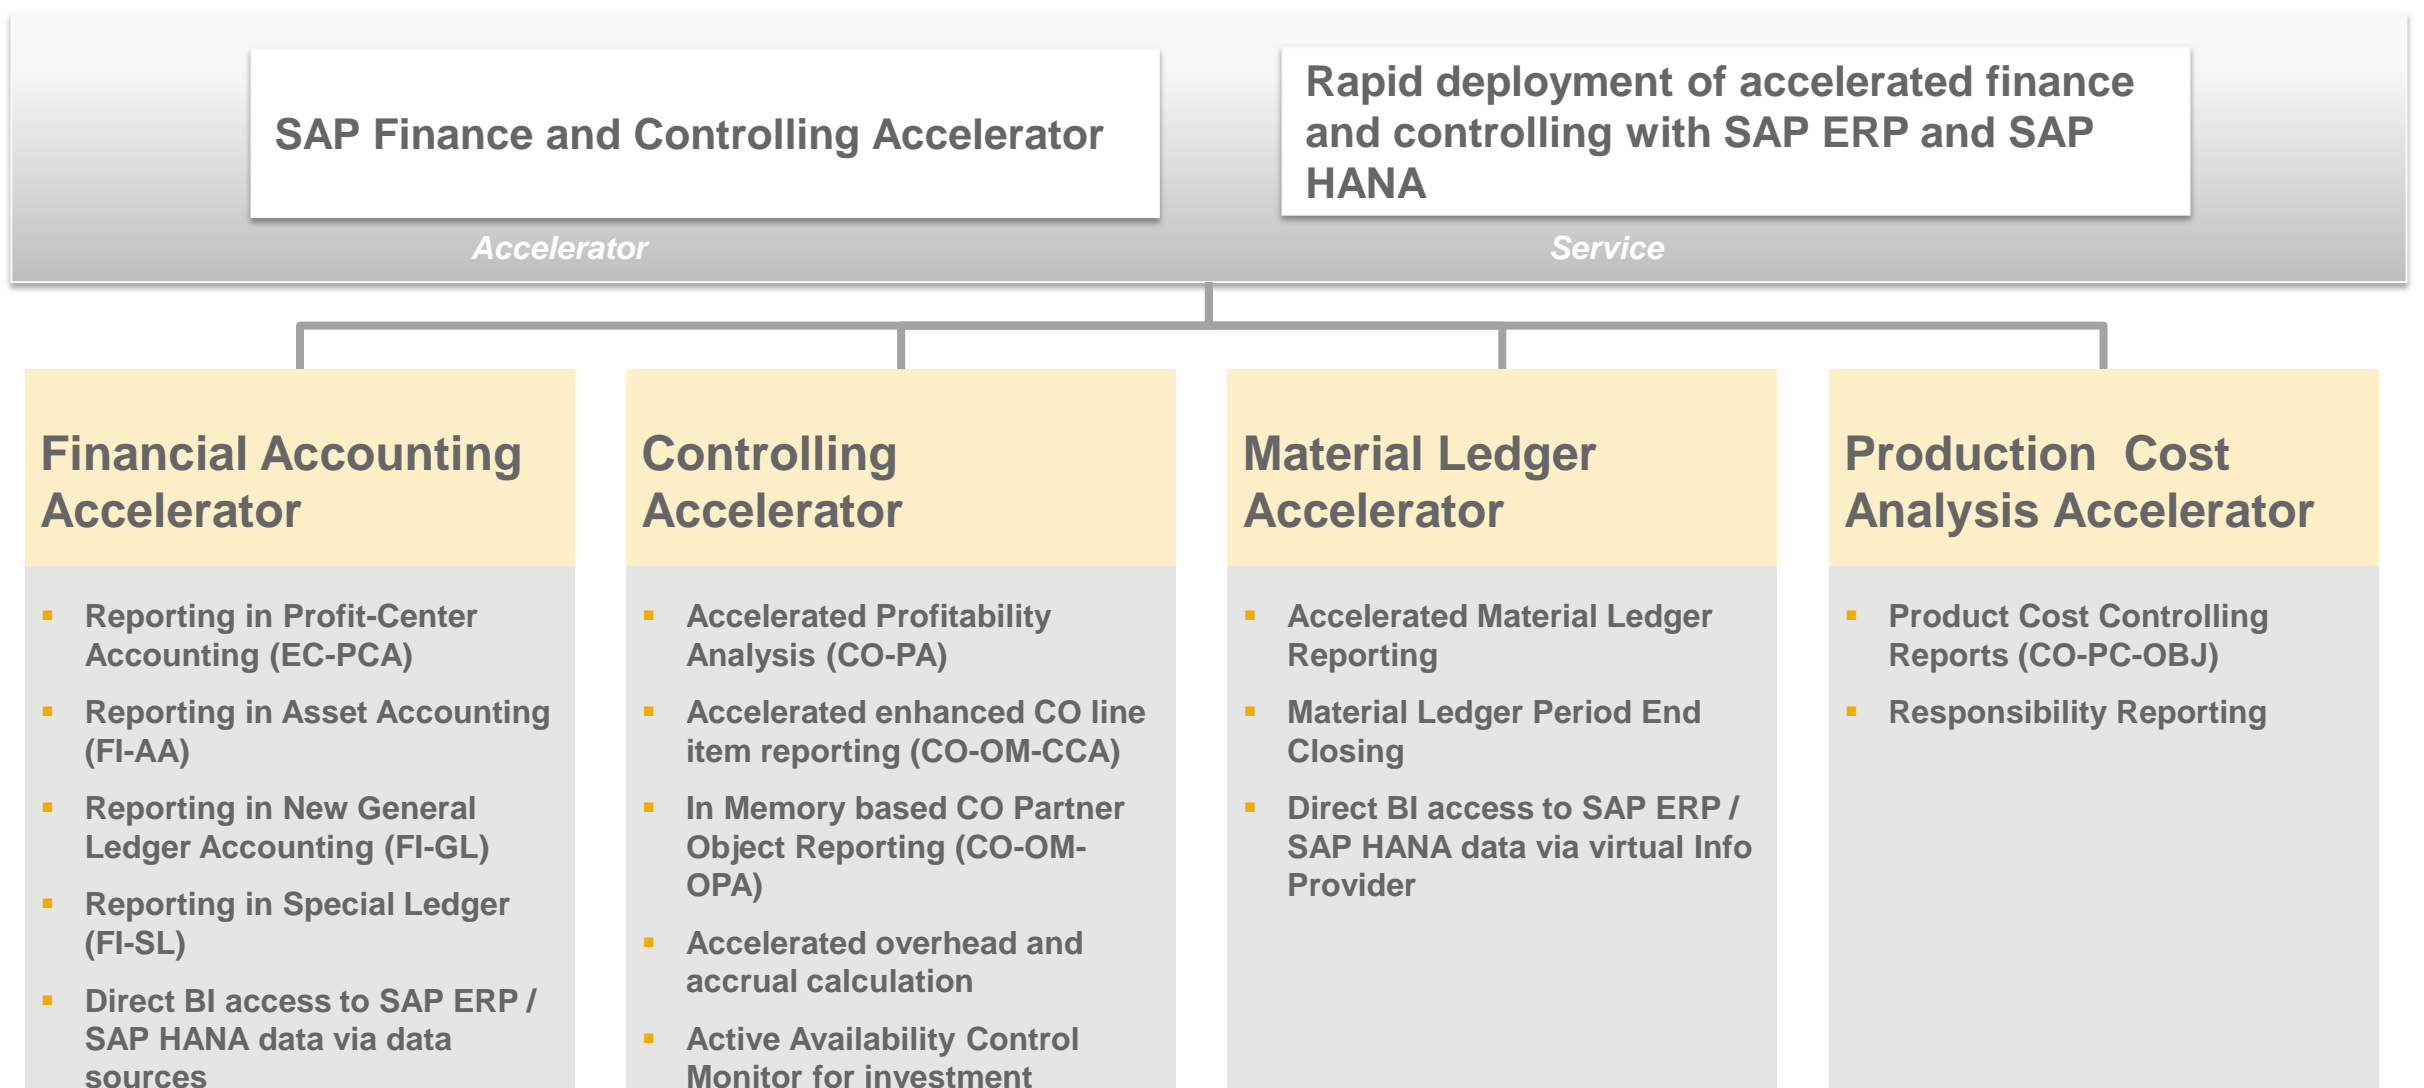 SAP Finance and Controlling Accelerator
Accelerator
Rapid deployment of accelerated finance
and controlling with SAP ERP and SAP
HANA
Service
Financial Accounting
Accelerator
▪ Reporting in Profit-Center
Accounting (EC-PCA)
▪ Reporting in Asset Accounting
(FI-AA)
▪ Reporting in New General
Ledger Accounting (FI-GL)
▪ Reporting in Special Ledger
(FI-SL)
▪ Direct BI access to SAP ERP /
SAP HANA data via data
sources
Controlling
Accelerator
▪ Accelerated Profitability
Analysis (CO-PA)
▪ Accelerated enhanced CO line
item reporting (CO-OM-CCA)
▪ In Memory based CO Partner
Object Reporting (CO-OM-
OPA)
▪ Accelerated overhead and
accrual calculation
▪ Active Availability Control
Monitor for investment
Material Ledger
Accelerator
▪ Accelerated Material Ledger
Reporting
▪ Material Ledger Period End
Closing
▪ Direct BI access to SAP ERP /
SAP HANA data via virtual Info
Provider
Production  Cost
Analysis Accelerator
▪ Product Cost Controlling
Reports (CO-PC-OBJ)
▪ Responsibility Reporting